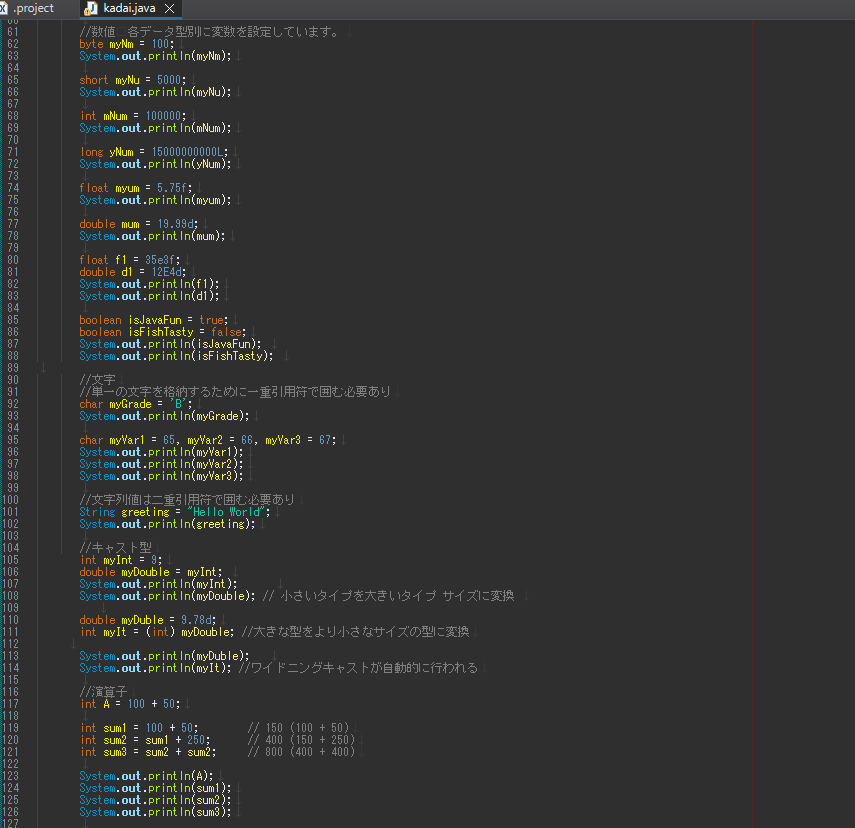 .project kadai.java
60
61 //数値　各データ型別に変数を設定しています。
62 byte myNm = 100;
63 System.out.println(myNm);
64
65 short myNu = 5000;
66 System.out.println(myNu);
67
68 int mNum = 100000;
69 System.out.println(mNum);
70
71 long yNum = 15000000000L;
72 System.out.println(yNum);
73
74 float myum = 5.75f;
75 System.out.println(myum);
76
77 double mum = 19.99d;
78 System.out.println(mum);
79
80 float f1 = 35e3f;
81 double d1 = 12E4d;
82 System.out.println(f1);
83 System.out.println(d1);
84
85 boolean isJavaFun = true;
86 boolean isFishTasty = false;
87 System.out.println(isJavaFun);
88 System.out.println(isFishTasty);
89
90 //文字
91 //単一の文字を格納するために一重引用符で囲む必要あり
92 char myGrade = 'B';
93 System.out.println(myGrade);
94
95 char myVar1 = 65, myVar2 = 66, myVar3 = 67;
96 System.out.println(myVar1);
97 System.out.println(myVar2);
98 System.out.println(myVar3);
99
100 //文字列値は二重引用符で囲む必要あり
101 String greeting = "Hello World";
102 System.out.println(greeting);
103
104 //キャスト型
105 int myInt = 9;
106 double myDouble = myInt;
107 System.out.println(myInt);
108 System.out.println(myDouble); // 小さいタイプを大きいタイプ サイズに変換
109
110 double myDuble = 9.78d;
111 int myIt = (int) myDouble; //大きな型をより小さなサイズの型に変換
112
113 System.out.println(myDuble);
114 System.out.println(myIt); //ワイドニングキャストが自動的に行われる
115
116 //演算子
117 int A = 100 + 50;
118
119 int sum1 = 100 + 50; // 150 (100 + 50)
120 int sum2 = sum1 + 250; // 400 (150 + 250)
121 int sum3 = sum2 + sum2; // 800 (400 + 400)
122
123 System.out.println(A);
124 System.out.println(sum1);
125 System.out.println(sum2);
126 System.out.println(sum3);
127